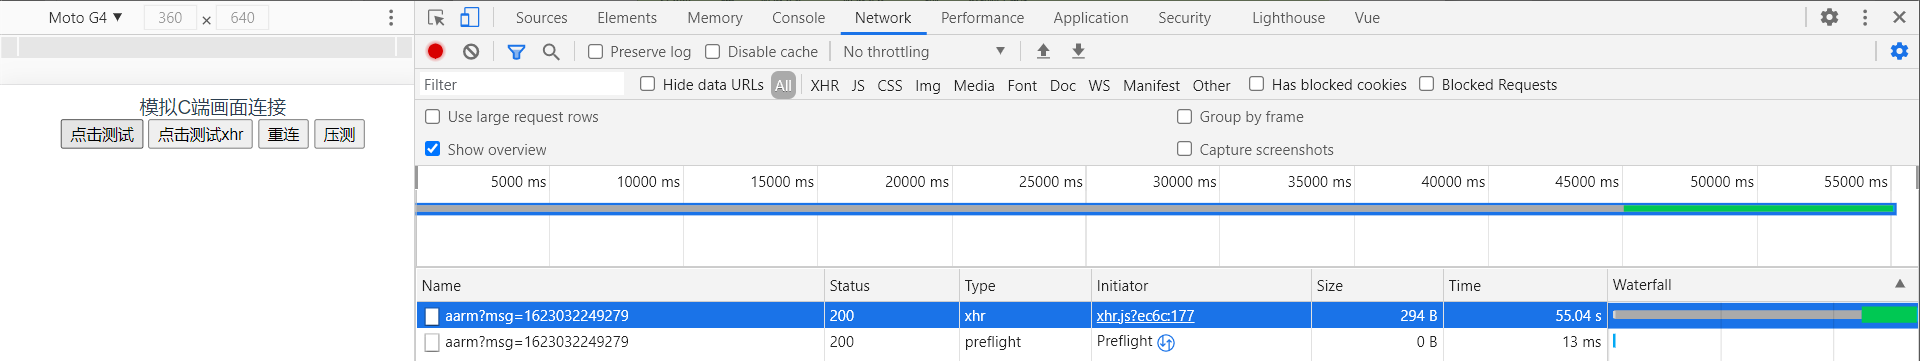 Moto G4 ▼ 360 × 640
Sources Elements Memory Console Network Performance Application Security Lighthouse Vue
Preserve log Disable cache No throttling ▼
Filter Hide data URLs All XHR JS CSS Img Media Font Doc WS Manifest Other Has blocked cookies Blocked Requests
模拟C端画面连接
点击测试 点击测试xhr 重连 压测
Use large request rows Group by frame
Show overview Capture screenshots
5000 ms 10000 ms 15000 ms 20000 ms 25000 ms 30000 ms 35000 ms 40000 ms 45000 ms 50000 ms 55000 ms
Name Status Type Initiator Size Time Waterfall ▲
aarm?msg=1623032249279 200 xhr xhr.js?ec6c:177 294 B 55.04 s
aarm?msg=1623032249279 200 preflight Preflight 0 B 13 ms